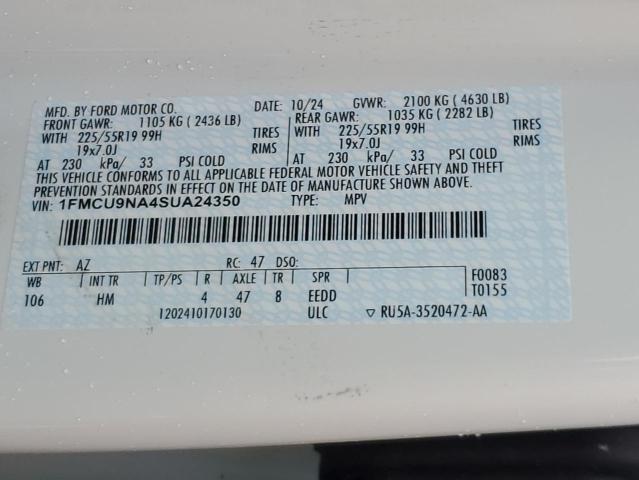 MFD. BY FORD MOTOR CO. DATE: 10/24 GVWR: 2100 KG ( 4630 LB)
FRONT GAWR: 1105 KG ( 2436 LB) REAR GAWR: 1035 KG ( 2282 LB)
WITH 225/55R19 99H TIRES WITH 225/55R19 99H TIRES
19x7.0J RIMS 19x7.0J RIMS
AT 230 kPa/ 33 PSI COLD AT 230 kPa/ 33 PSI COLD
THIS VEHICLE CONFORMS TO ALL APPLICABLE FEDERAL MOTOR VEHICLE SAFETY AND THEFT
PREVENTION STANDARDS IN EFFECT ON THE DATE OF MANUFACTURE SHOWN ABOVE.
VIN: 1FMCU9NA4SUA24350 TYPE: MPV
EXT PNT: AZ RC: 47 DSO:
WB INT TR TP/PS R AXLE TR SPR F0083
106 HM 4 47 8 EEDD T0155
1202410170130 ULC ▽ RU5A-3520472-AA